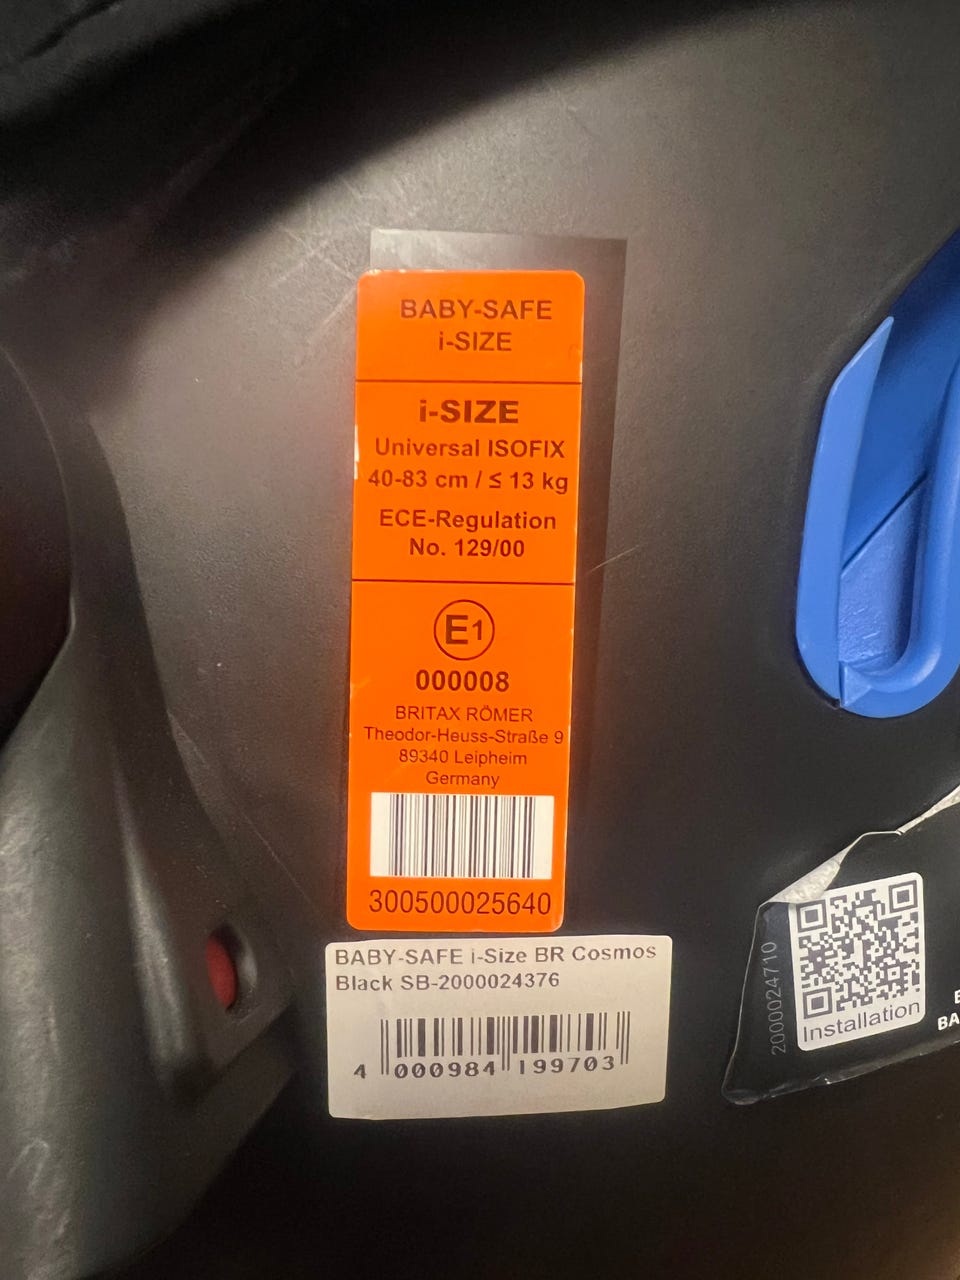 BABY-SAFE
i-SIZE
i-SIZE
Universal ISOFIX
40-83 cm / ≤ 13 kg
ECE-Regulation
No. 129/00
E1
000008
BRITAX RÖMER
Theodor-Heuss-Straße 9
89340 Leipheim
Germany
300500025640
BABY-SAFE i-Size BR Cosmos
Black SB-2000024376
4 000984 199703
2000024710
Installation
BA